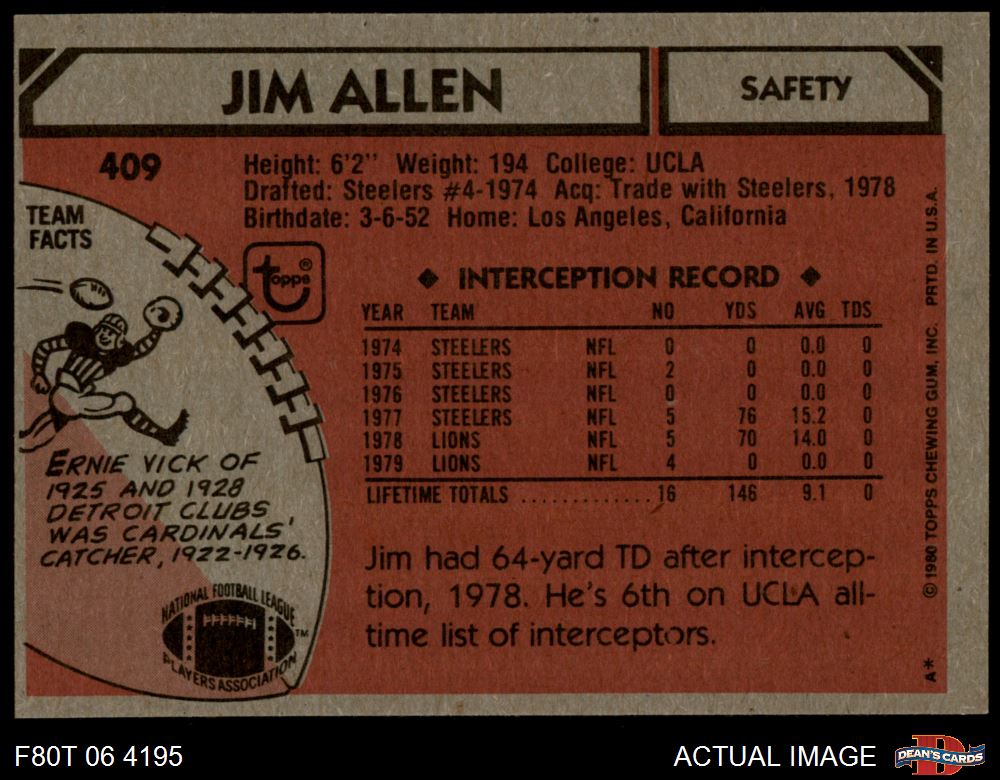 JIM ALLEN
SAFETY
409
Height: 6'2" Weight: 194 College: UCLA
Drafted: Steelers #4-1974 Acq: Trade with Steelers, 1978
Birthdate: 3-6-52 Home: Los Angeles, California
TEAM
FACTS
topps®
◆ INTERCEPTION RECORD ◆
YEAR TEAM NO YDS AVG TDS
1974 STEELERS NFL 0 0 0.0 0
1975 STEELERS NFL 2 0 0.0 0
1976 STEELERS NFL 0 0 0.0 0
1977 STEELERS NFL 5 76 15.2 0
1978 LIONS NFL 5 70 14.0 0
1979 LIONS NFL 4 0 0.0 0
LIFETIME TOTALS ............. 16 146 9.1 0
ERNIE VICK OF
1925 AND 1928
DETROIT CLUBS
WAS CARDINALS'
CATCHER, 1922-1926.
NATIONAL FOOTBALL LEAGUE
PLAYERS ASSOCIATION
TM
Jim had 64-yard TD after intercep-
tion, 1978. He's 6th on UCLA all-
time list of interceptors.
A* © 1980 TOPPS CHEWING GUM, INC. PRTD. IN U.S.A.
F80T 06 4195
ACTUAL IMAGE
D
DEAN'S CARDS